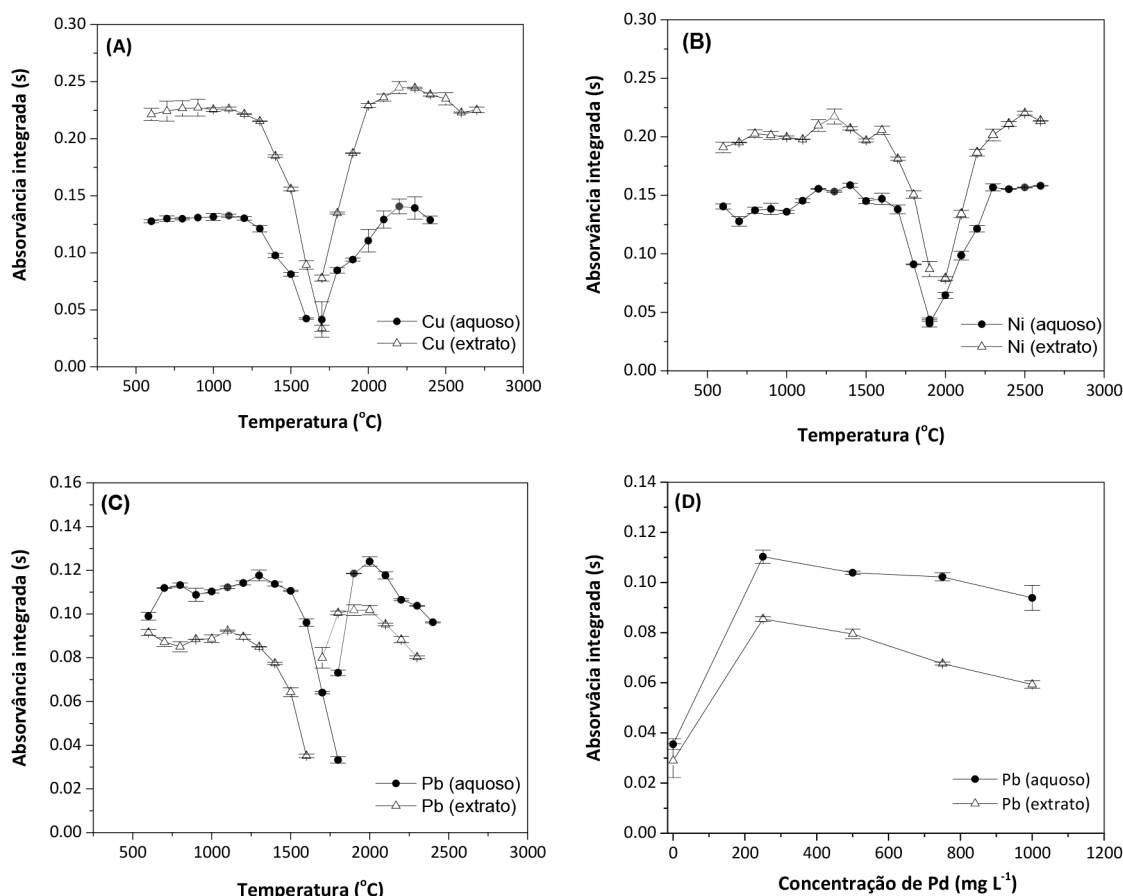 (A)
Absorvância integrada (s)
0.30
0.25
0.20
0.15
0.10
0.05
0.00
Cu (aquoso)
Cu (extrato)
500 1000 1500 2000 2500 3000
Temperatura (°C)
(B)
Absorvância integrada (s)
0.30
0.25
0.20
0.15
0.10
0.05
0.00
Ni (aquoso)
Ni (extrato)
500 1000 1500 2000 2500 3000
Temperatura (°C)
(C)
Absorvância integrada (s)
0.16
0.14
0.12
0.10
0.08
0.06
0.04
0.02
0.00
Pb (aquoso)
Pb (extrato)
500 1000 1500 2000 2500 3000
Temperatura (°C)
(D)
Absorvácia integrada (s)
0.14
0.12
0.10
0.08
0.06
0.04
0.02
0.00
Pb (aquoso)
Pb (extrato)
0 200 400 600 800 1000 1200
Concentração de Pd (mg L⁻¹)